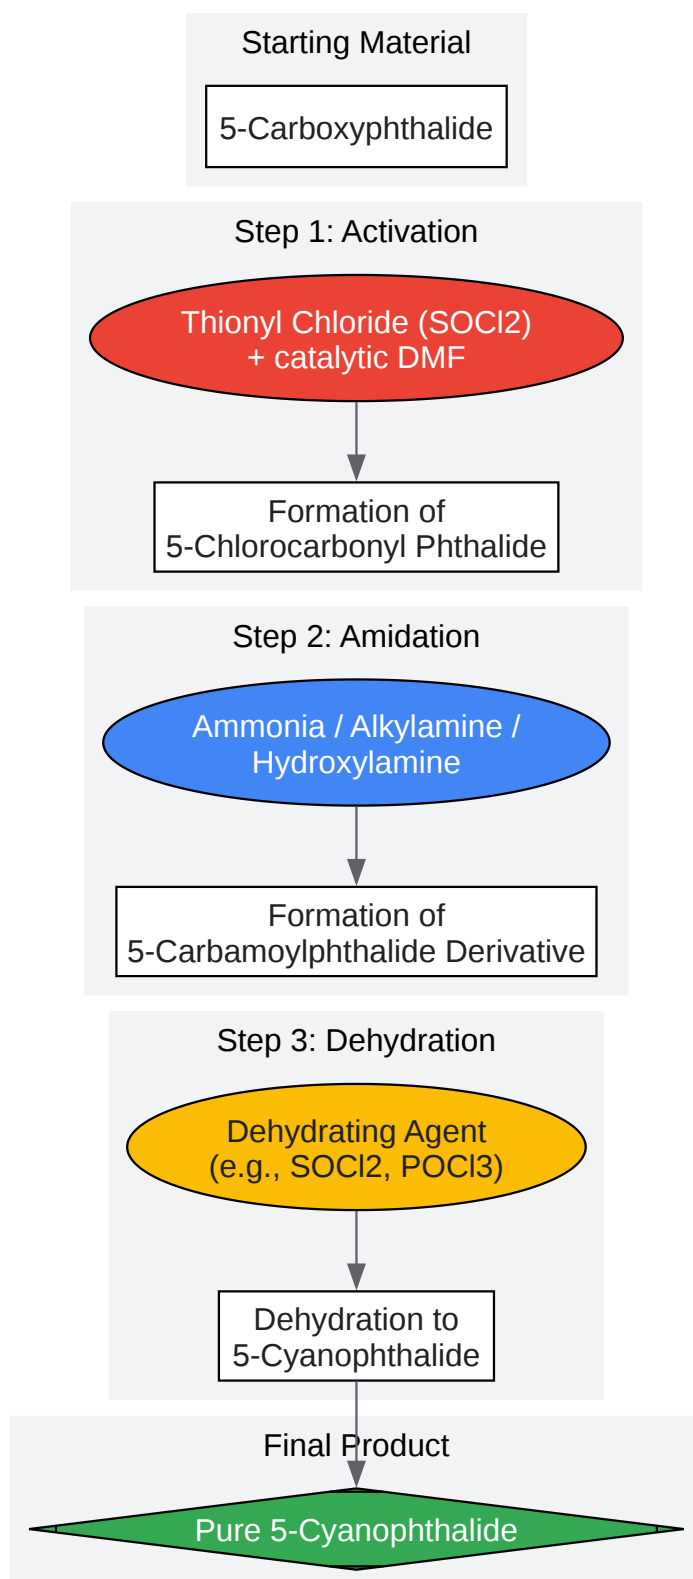 Starting Material
5-Carboxyphthalide
Step 1: Activation
Thionyl Chloride (SOCl2)
+ catalytic DMF
Formation of
5-Chlorocarbonyl Phthalide
Step 2: Amidation
Ammonia / Alkylamine /
Hydroxylamine
Formation of
5-Carbamoylphthalide Derivative
Step 3: Dehydration
Dehydrating Agent
(e.g., SOCl2, POCl3)
Dehydration to
5-Cyanophthalide
Final Product
Pure 5-Cyanophthalide